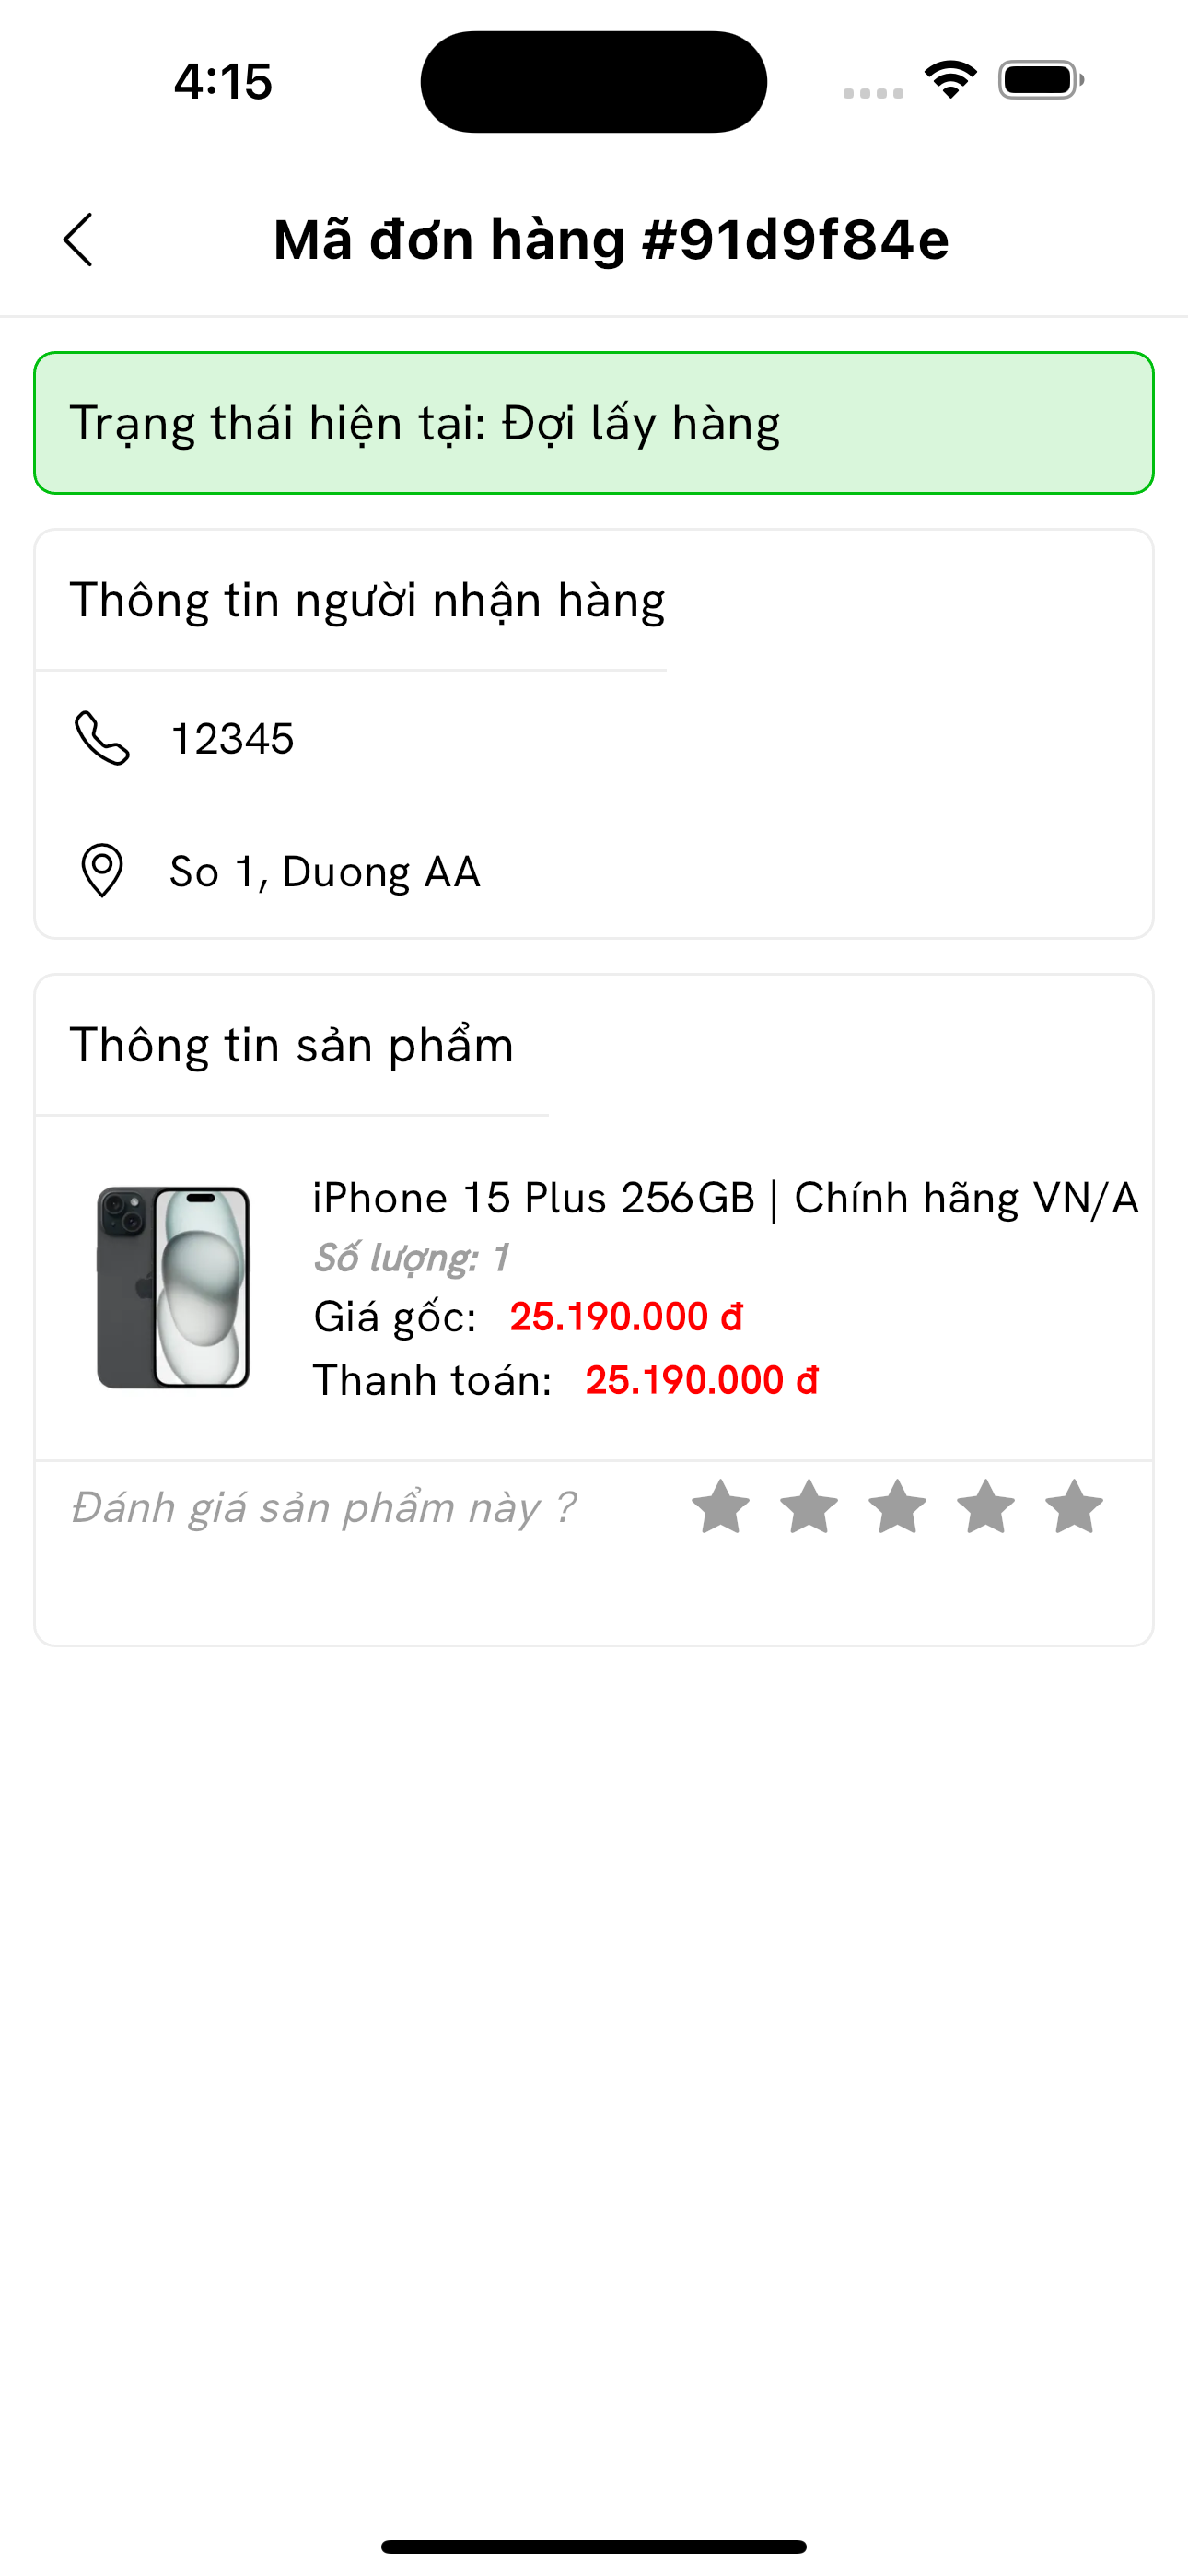 4:15
Mã đơn hàng #91d9f84e
Trạng thái hiện tại: Đợi lấy hàng
Thông tin người nhận hàng
12345
So 1, Duong AA
Thông tin sản phẩm
iPhone 15 Plus 256GB | Chính hãng VN/A
Số lượng: 1
Giá gốc: 25.190.000 đ
Thanh toán: 25.190.000 đ
Đánh giá sản phẩm này ?